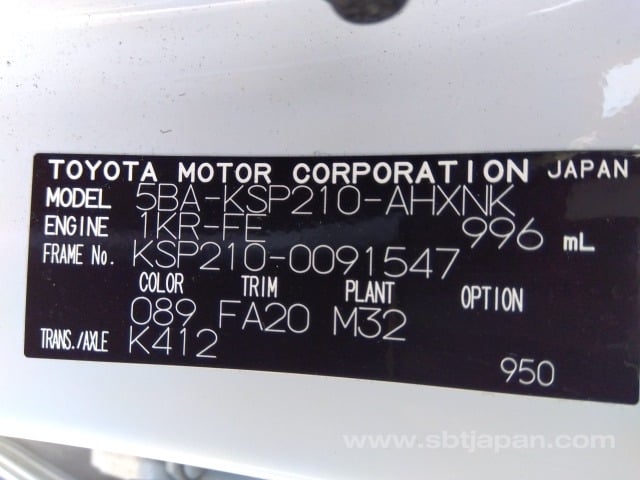 TOYOTA MOTOR CORPORATION JAPAN
MODEL 5BA-KSP210-AHXNK
ENGINE 1KR-FE 996 mL
FRAME No. KSP210-0091547
COLOR TRIM PLANT OPTION
089 FA20 M32
TRANS./AXLE K412
950
www.sbtjapan.com